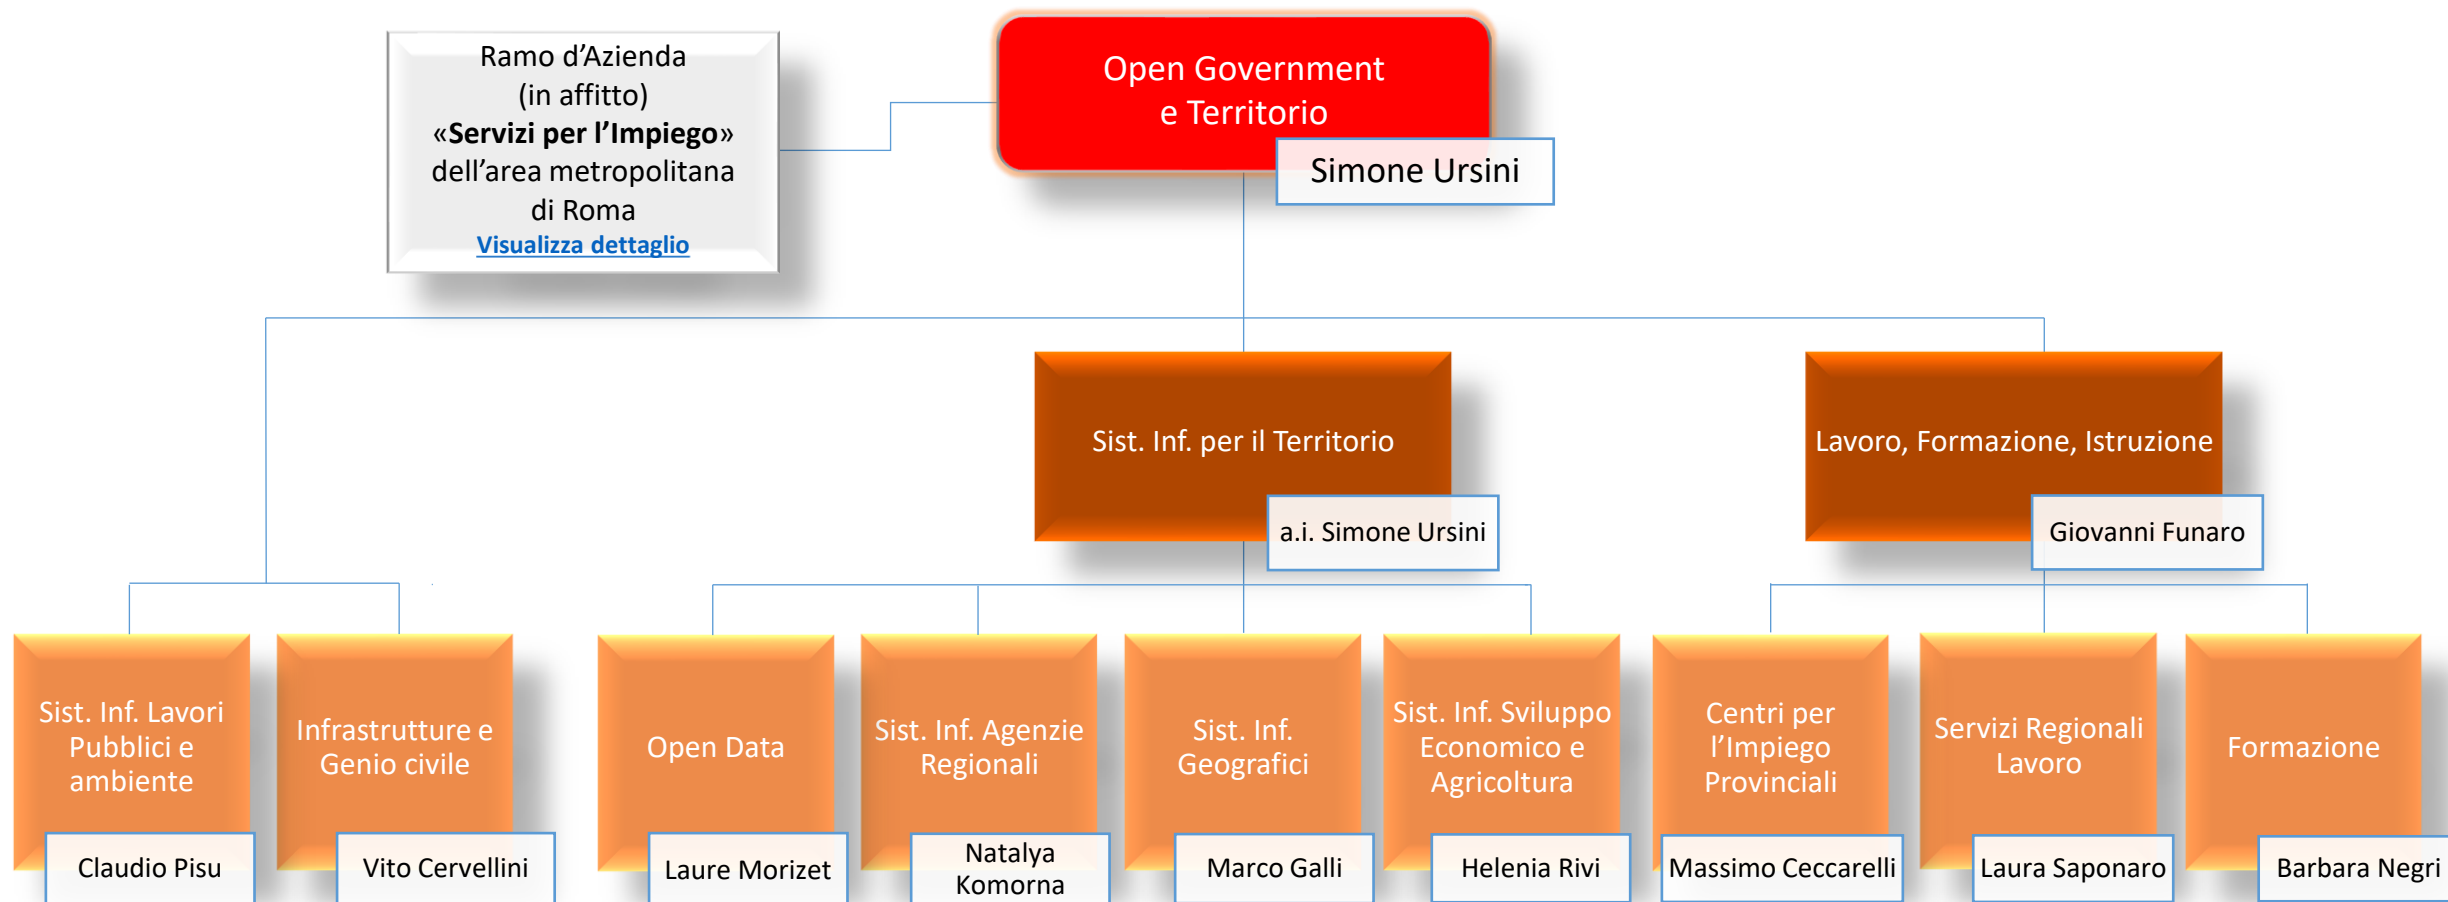 Ramo d'Azienda
(in affitto)
«Servizi per l'Impiego»
dell'area metropolitana
di Roma
Visualizza dettaglio
Open Government
e Territorio
Simone Ursini
Sist. Inf. per il Territorio
a.i. Simone Ursini
Lavoro, Formazione, Istruzione
Giovanni Funaro
Sist. Inf. Lavori
Pubblici e
ambiente
Claudio Pisu
Infrastrutture e
Genio civile
Vito Cervellini
Open Data
Laure Morizet
Sist. Inf. Agenzie
Regionali
Natalya
Komorna
Sist. Inf.
Geografici
Marco Galli
Sist. Inf. Sviluppo
Economico e
Agricoltura
Helenia Rivi
Centri per
l'Impiego
Provinciali
Massimo Ceccarelli
Servizi Regionali
Lavoro
Laura Saponaro
Formazione
Barbara Negri